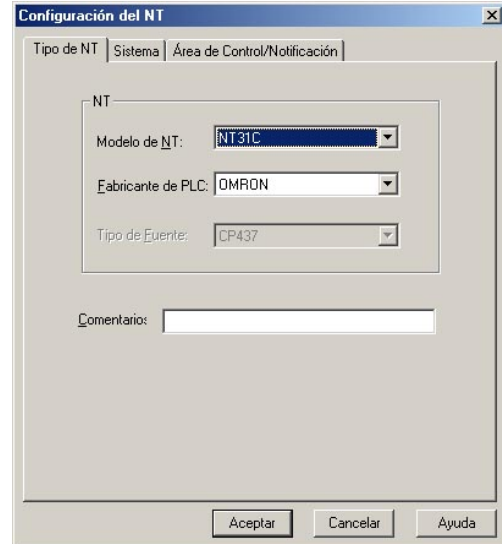 Configuración del NT
Tipo de NT Sistema Área de Control/Notificación
NT
Modelo de NT: NT31C
Fabricante de PLC: OMRON
Tipo de Fuente: CP437
Comentario:
Aceptar Cancelar Ayuda